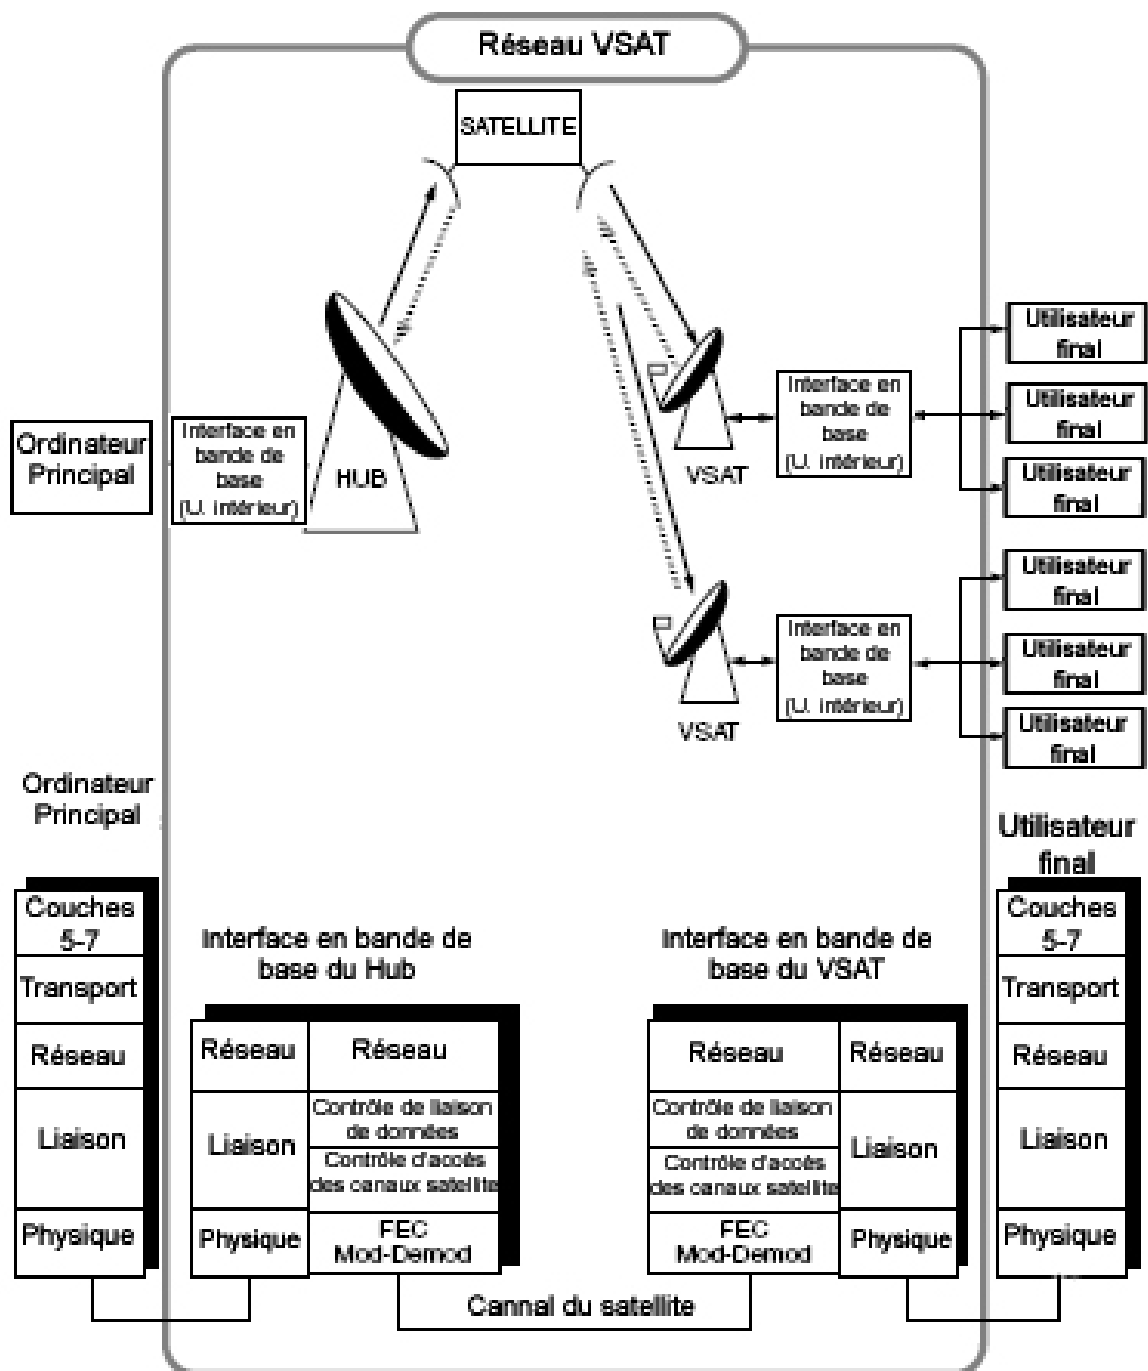 Réseau VSAT
SATELLITE
Utilisateur
final
Utilisateur
final
Utilisateur
final
Interface en
bande de
base
(U. intérieur)
VSAT
Ordinateur
Principal
Interface en
bande de
base
(U. intérieur)
HUB
Utilisateur
final
Utilisateur
final
Utilisateur
final
Interface en
bande de
base
(U. intérieur)
VSAT
Ordinateur
Principal
Couches
5-7
Transport
Réseau
Liaison
Physique
Interface en bande de
base du Hub
Réseau
Liaison
Physique
Réseau
Contrôle de liaison
de données
Contrôle d'accès
des canaux satellite
FEC
Mod-Demod
Interface en bande de
base du VSAT
Réseau
Contrôle de liaison
de données
Contrôle d'accès
des canaux satellite
FEC
Mod-Demod
Réseau
Liaison
Physique
Utilisateur
final
Couches
5-7
Transport
Réseau
Liaison
Physique
Cannal du satellite